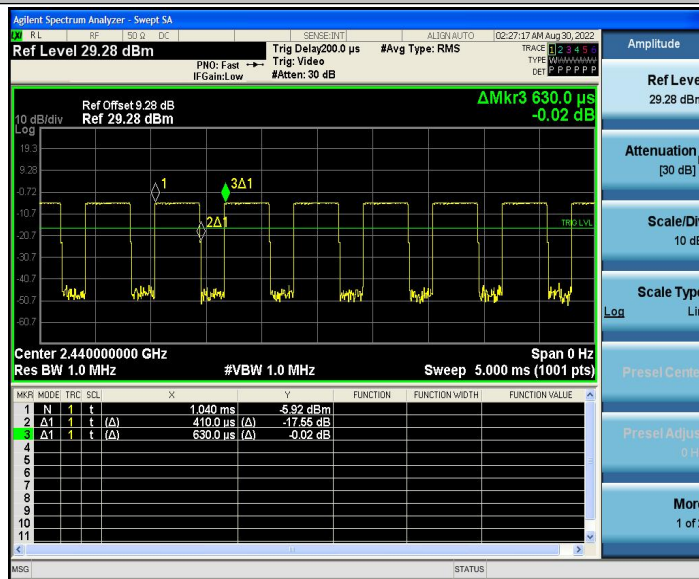 Agilent Spectrum Analyzer - Swept SA
RL RF 50 Ω DC SENSE:INT ALIGN AUTO 02:27:17 AM Aug 30, 2022
Ref Level 29.28 dBm
PNO: Fast
IFGain:Low
Trig Delay200.0 µs
Trig: Video
#Atten: 30 dB
#Avg Type: RMS
TRACE 1 2 3 4 5 6
TYPE
DET P P P P P P
Amplitude
Ref Leve
29.28 dBn
Attenuation
[30 dB]
Scale/Di
10 dE
Scale Type
Log Li
Presel Cente
Presel Adjus
0 H
More
1 of
ΔMkr3 630.0 µs
-0.02 dB
Ref Offset 9.28 dB
Ref 29.28 dBm
10 dB/div
Log
19.3
9.28
-0.72
-10.7
-20.7
-30.7
-40.7
-50.7
-60.7
1
3Δ1
2Δ1
TRIG LVL
Center 2.440000000 GHz Span 0 Hz
Res BW 1.0 MHz #VBW 1.0 MHz Sweep 5.000 ms (1001 pts)
MKR MODE TRC SCL X Y FUNCTION FUNCTION WIDTH FUNCTION VALUE
1 N 1 t 1.040 ms -5.92 dBm
2 Δ1 1 t (Δ) 410.0 µs (Δ) -17.55 dB
3 Δ1 1 t (Δ) 630.0 µs (Δ) -0.02 dB
4
5
6
7
8
9
10
11
MSG STATUS